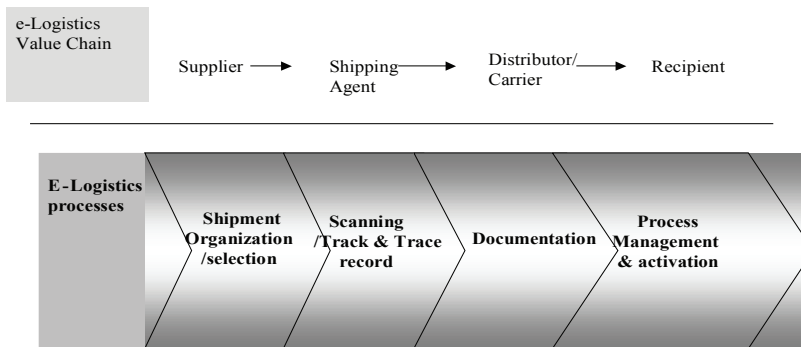 e-Logistics
Value Chain
Supplier
Shipping
Agent
Distributor/
Carrier
Recipient
E-Logistics
processes
Shipment
Organization
/selection
Scanning
/Track & Trace
record
Documentation
Process
Management
& activation